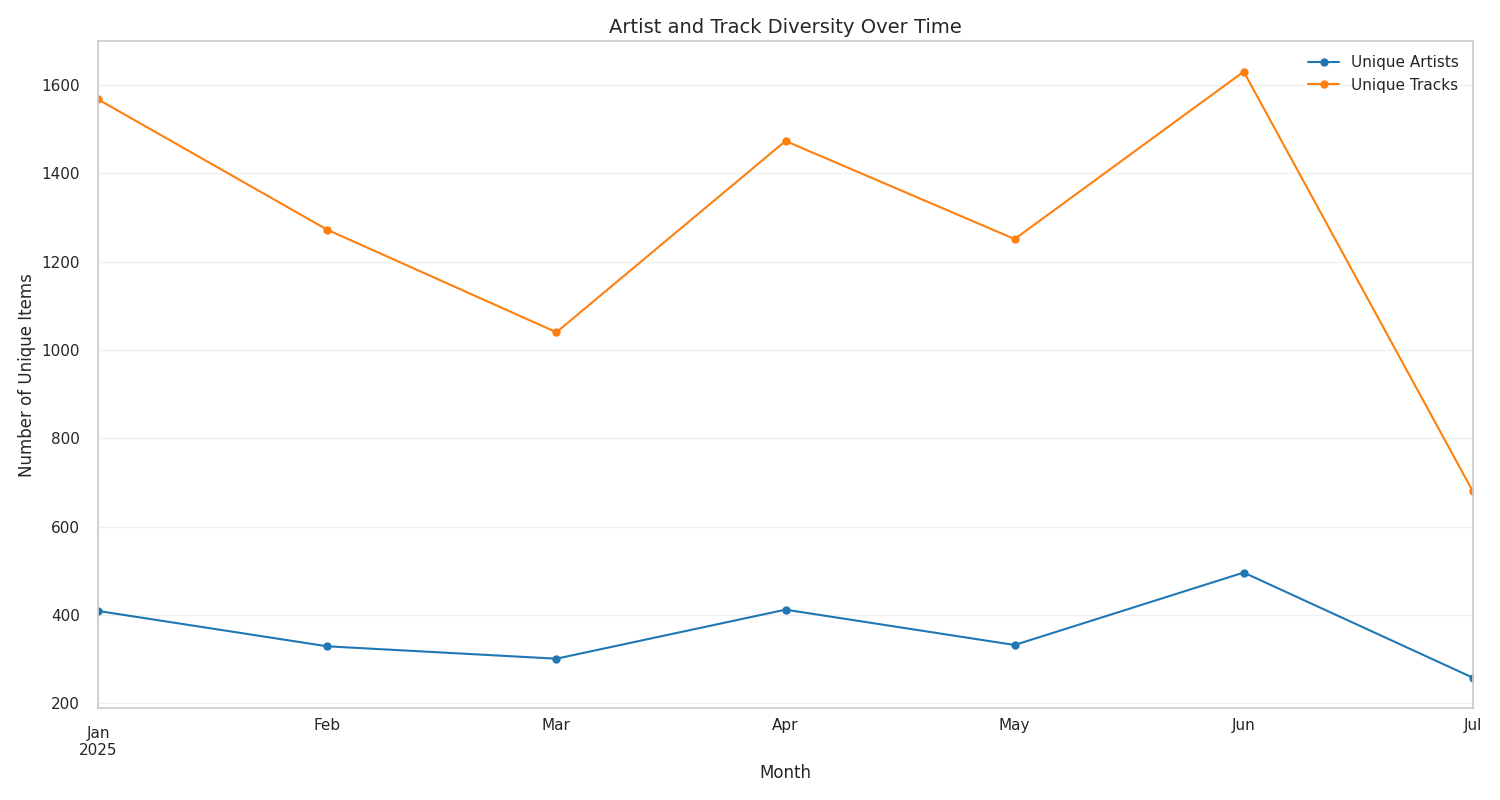 Artist and Track Diversity Over Time
Unique Artists
Unique Tracks
Number of Unique Items
1600
1400
1200
1000
800
600
400
200
Jan
2025
Feb
Mar
Apr
May
Jun
Jul
Month